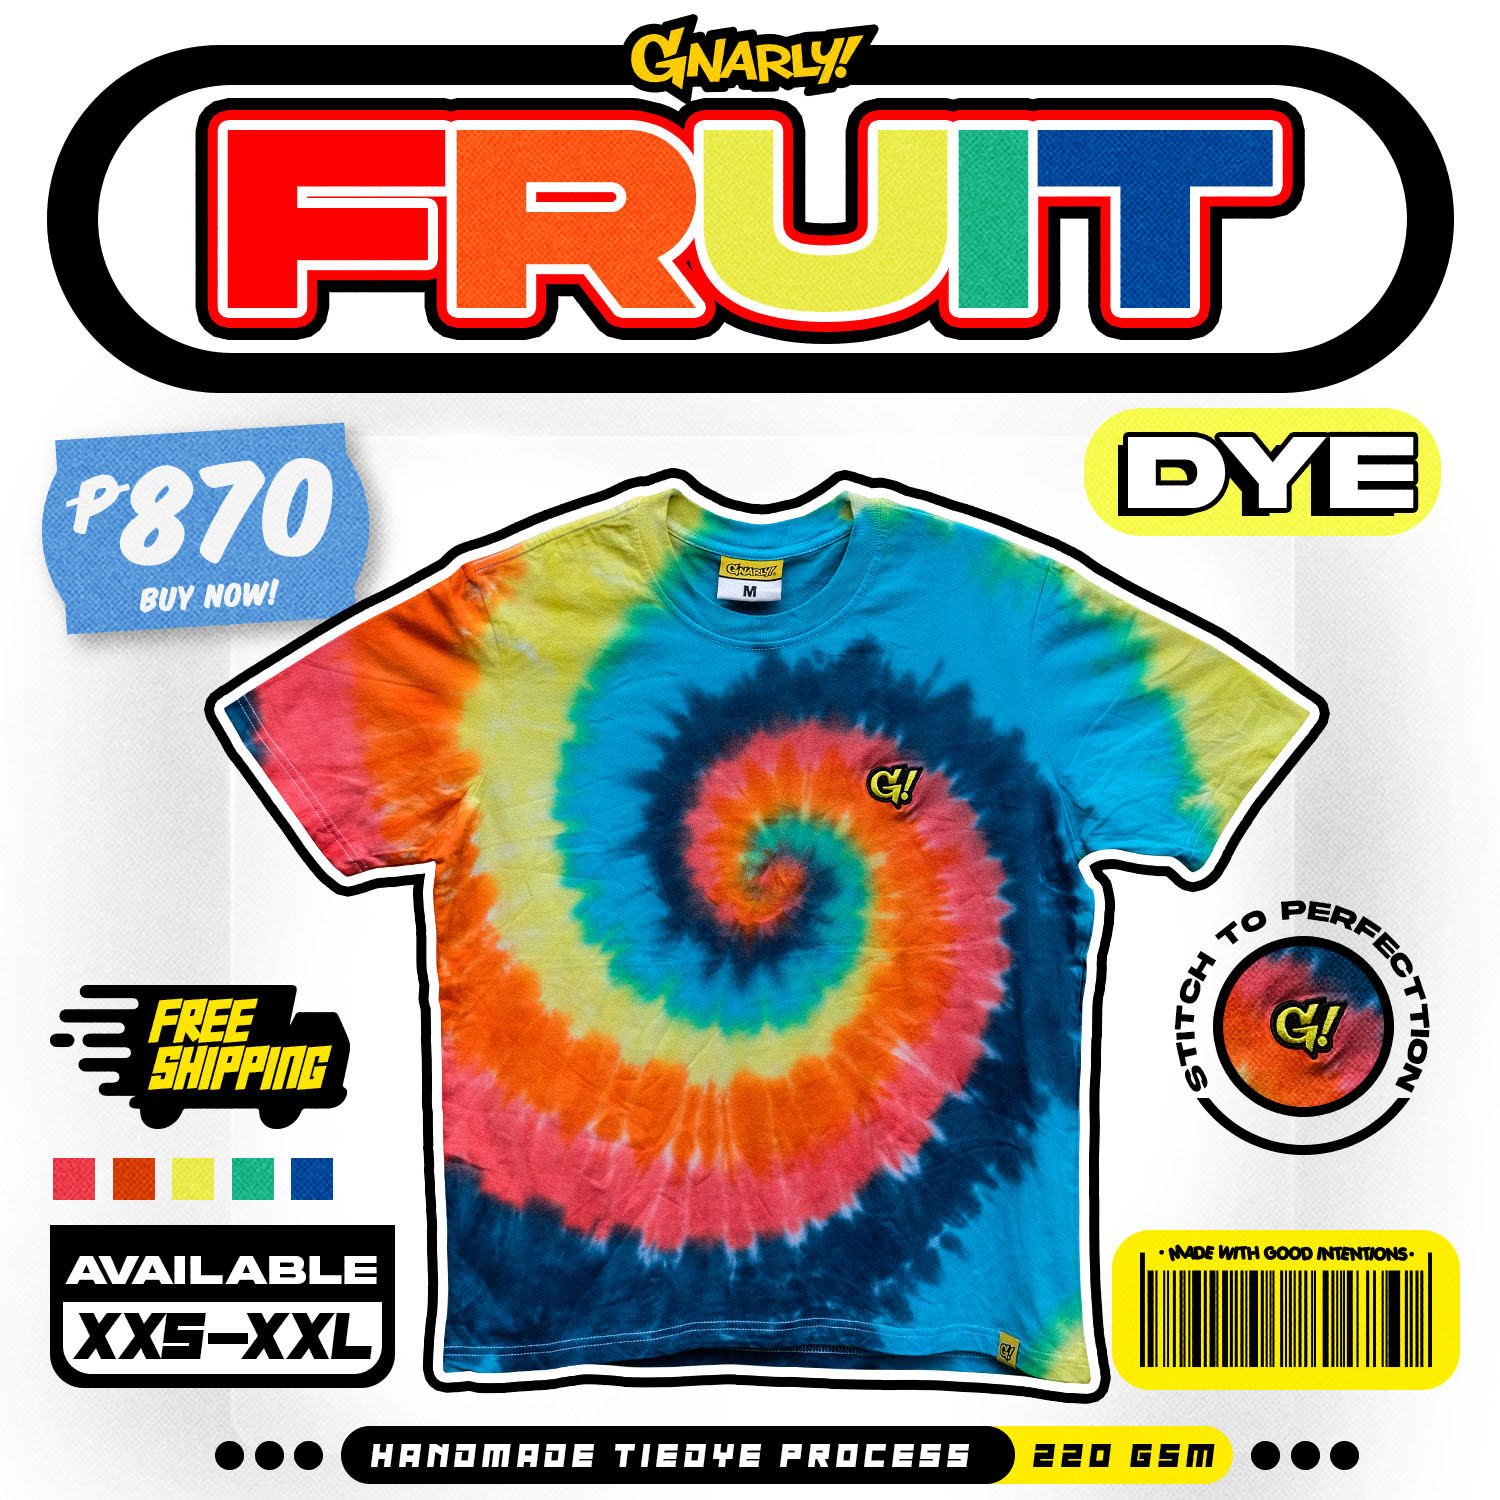 GNARLY!
FRUIT
DYE
₱870
BUY NOW!
GNARLY!
M
G!
STITCH TO PERFECTTION
G!
FREE
SHIPPING
AVAILABLE
XXS–XXL
• MADE WITH GOOD INTENTIONS •
G!
HANDMADE TIEDYE PROCESS
220 GSM